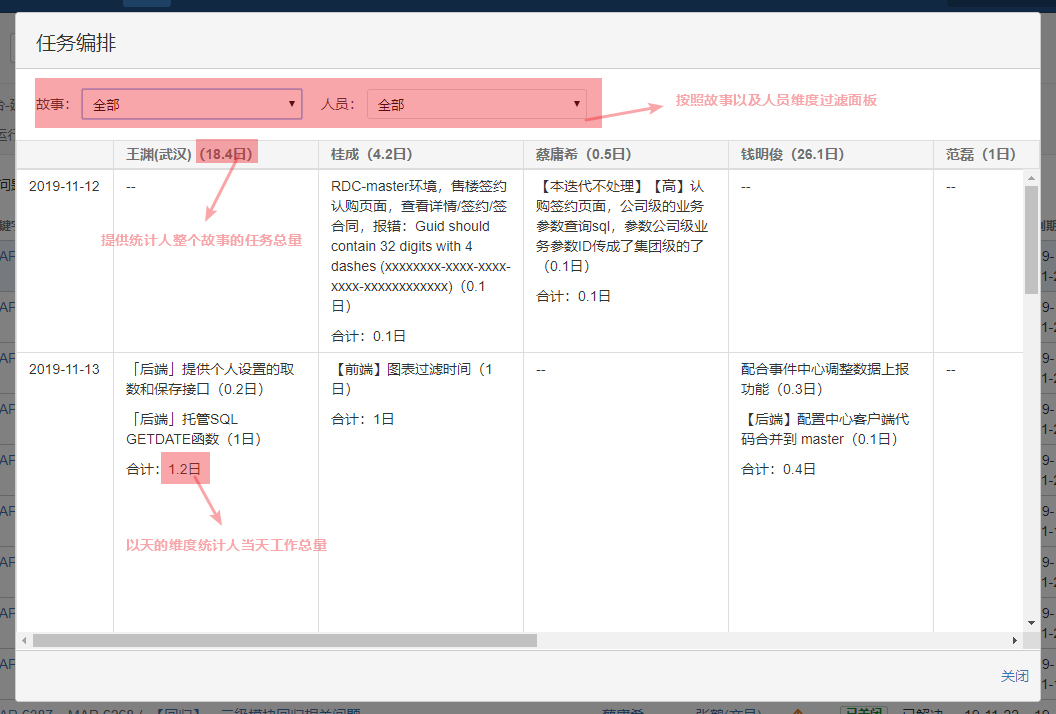 任务编排
故事： 全部 人员： 全部
按照故事以及人员维度过滤面板
王渊(武汉)（18.4日） 桂成（4.2日） 蔡庸希（0.5日） 钱明俊（26.1日） 范磊（1日）
2019-11-12
--
提供统计人整个故事的任务总量
RDC-master环境，售楼签约
认购页面，查看详情/签约/签
合同，报错：Guid should
contain 32 digits with 4
dashes (xxxxxxxx-xxxx-xxxx-
xxxx-xxxxxxxxxxxx)（0.1
日）
合计：0.1日
【本迭代不处理】【高】认
购签约页面，公司级的业务
参数查询sql，参数公司级业
务参数ID传成了集团级的了
（0.1日）
合计：0.1日
--
--
2019-11-13
「后端」提供个人设置的取
数和保存接口（0.2日）
「后端」托管SQL
GETDATE函数（1日）
合计：1.2日
以天的维度统计人当天工作总量
【前端】图表过滤时间（1
日）
合计：1日
--
配合事件中心调整数据上报
功能（0.3日）
【后端】配置中心客户端代
码合并到 master（0.1日）
合计：0.4日
--
关闭